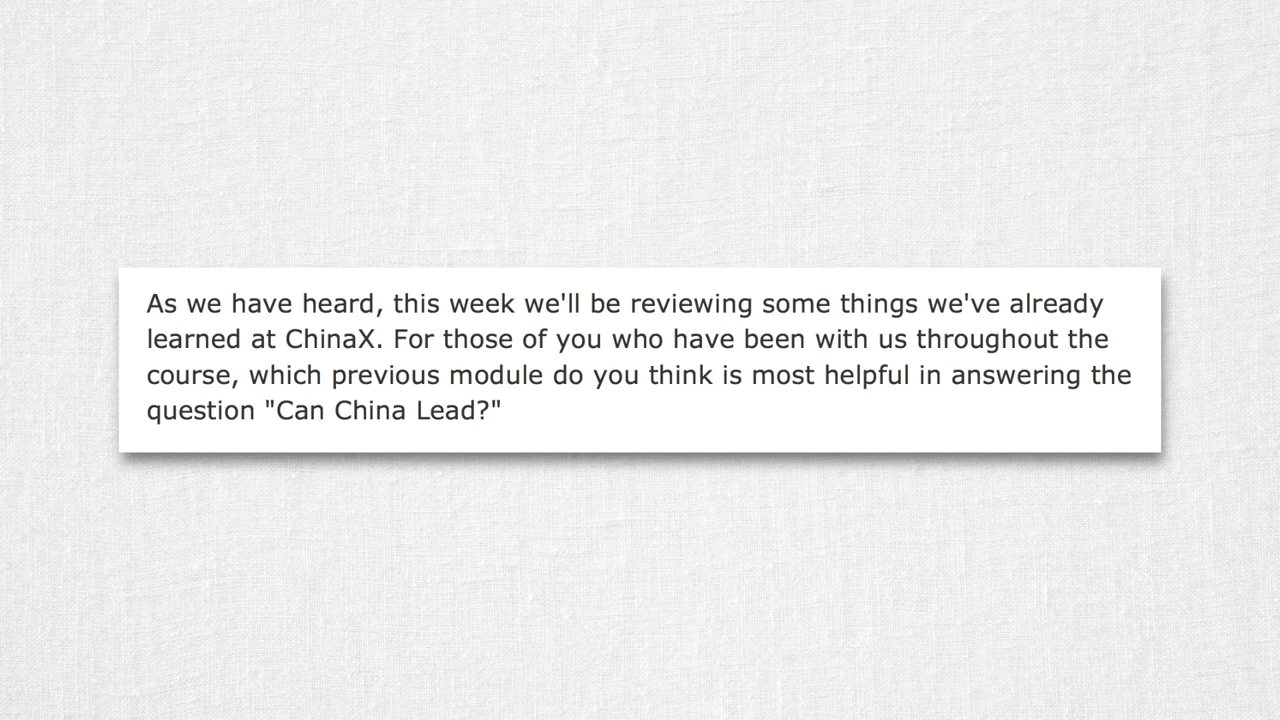 As we have heard, this week we'll be reviewing some things we've already
learned at ChinaX. For those of you who have been with us throughout the
course, which previous module do you think is most helpful in answering the
question "Can China Lead?"